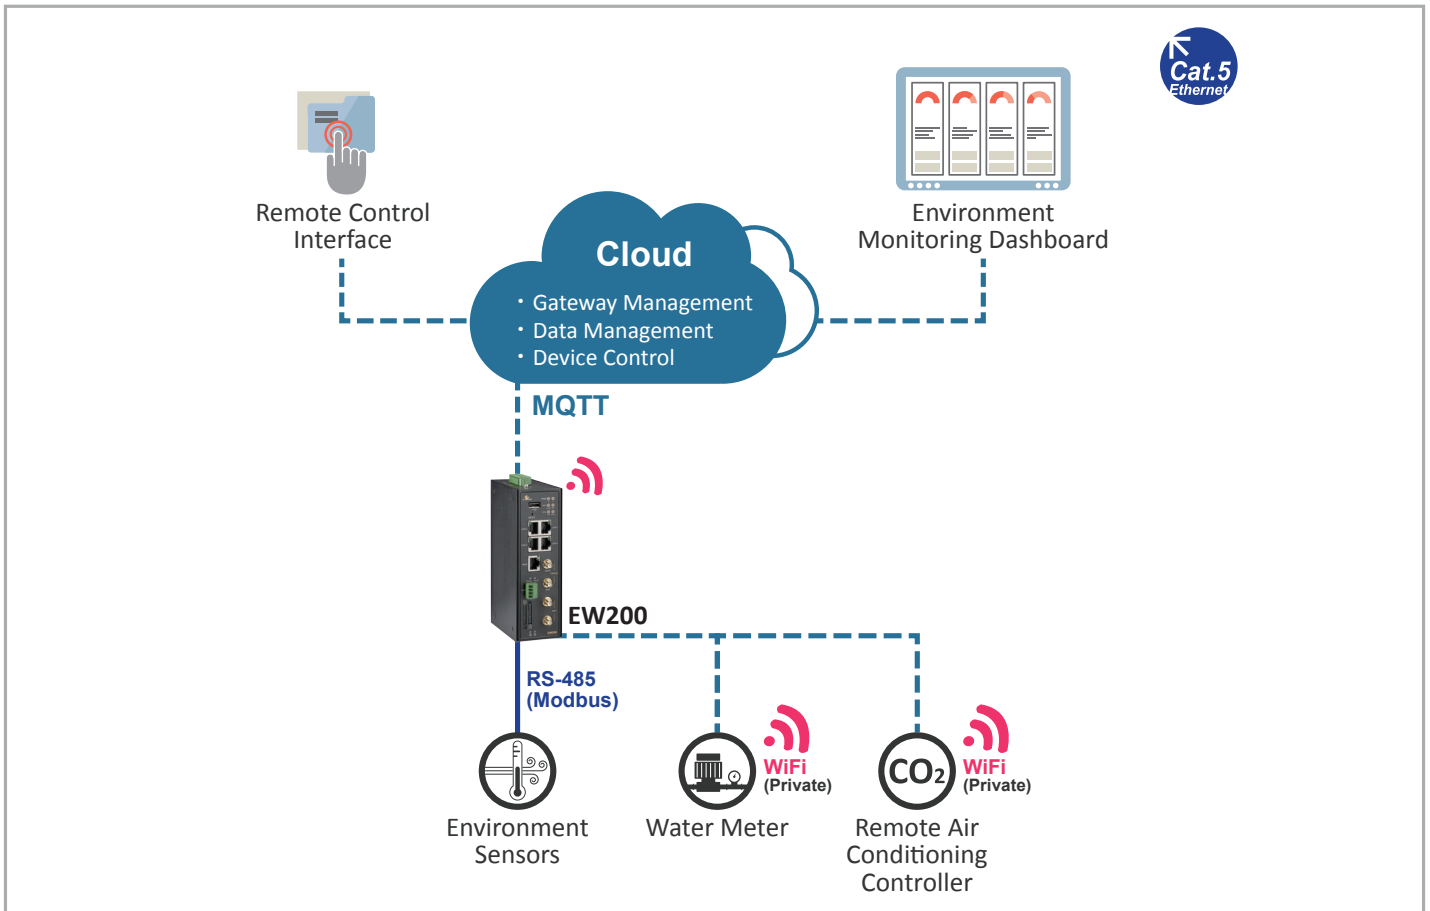 Cat.5
Ethernet
Remote Control
Interface
Environment
Monitoring Dashboard
Cloud
· Gateway Management
· Data Management
· Device Control
MQTT
EW200
RS-485
(Modbus)
WiFi
(Private)
CO₂
WiFi
(Private)
Environment
Sensors
Water Meter
Remote Air
Conditioning
Controller